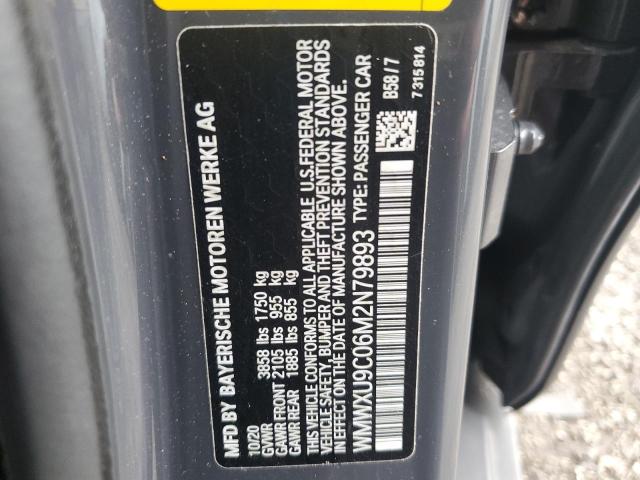 MFD BY BAYERISCHE MOTOREN WERKE AG
10/20
GVWR 3858 lbs 1750 kg
GAWR FRONT 2105 lbs 955 kg
GAWR REAR 1885 lbs 855 kg
THIS VEHICLE CONFORMS TO ALL APPLICABLE U.S.FEDERAL MOTOR
VEHICLE SAFETY, BUMPER AND THEFT PREVENTION STANDARDS
IN EFFECT ON THE DATE OF MANUFACTURE SHOWN ABOVE.
WMWXU9C06M2N79893 TYPE: PASSENGER CAR
B58/7
7315814